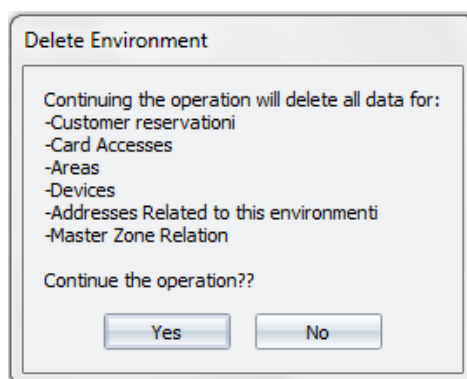 Delete Environment
Continuing the operation will delete all data for:
-Customer reservationi
-Card Accesses
-Areas
-Devices
-Addresses Related to this environmenti
-Master Zone Relation
Continue the operation??
Yes
No